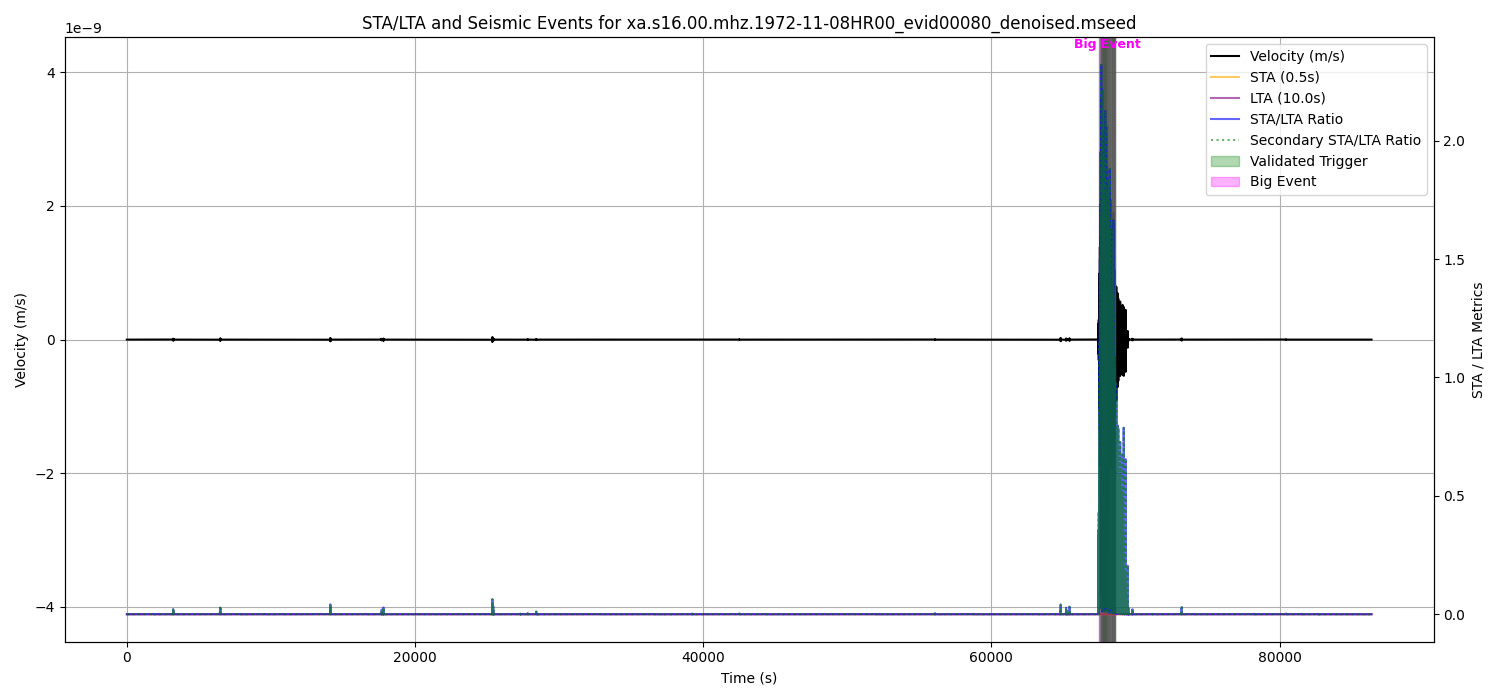 STA/LTA and Seismic Events for xa.s16.00.mhz.1972-11-08HR00_evid00080_denoised.mseed
1e−9
Big Event
Velocity (m/s)
STA (0.5s)
LTA (10.0s)
STA/LTA Ratio
Secondary STA/LTA Ratio
Validated Trigger
Big Event
4
2
0
−2
−4
Velocity (m/s)
2.0
1.5
1.0
0.5
0.0
STA / LTA Metrics
0
20000
40000
60000
80000
Time (s)